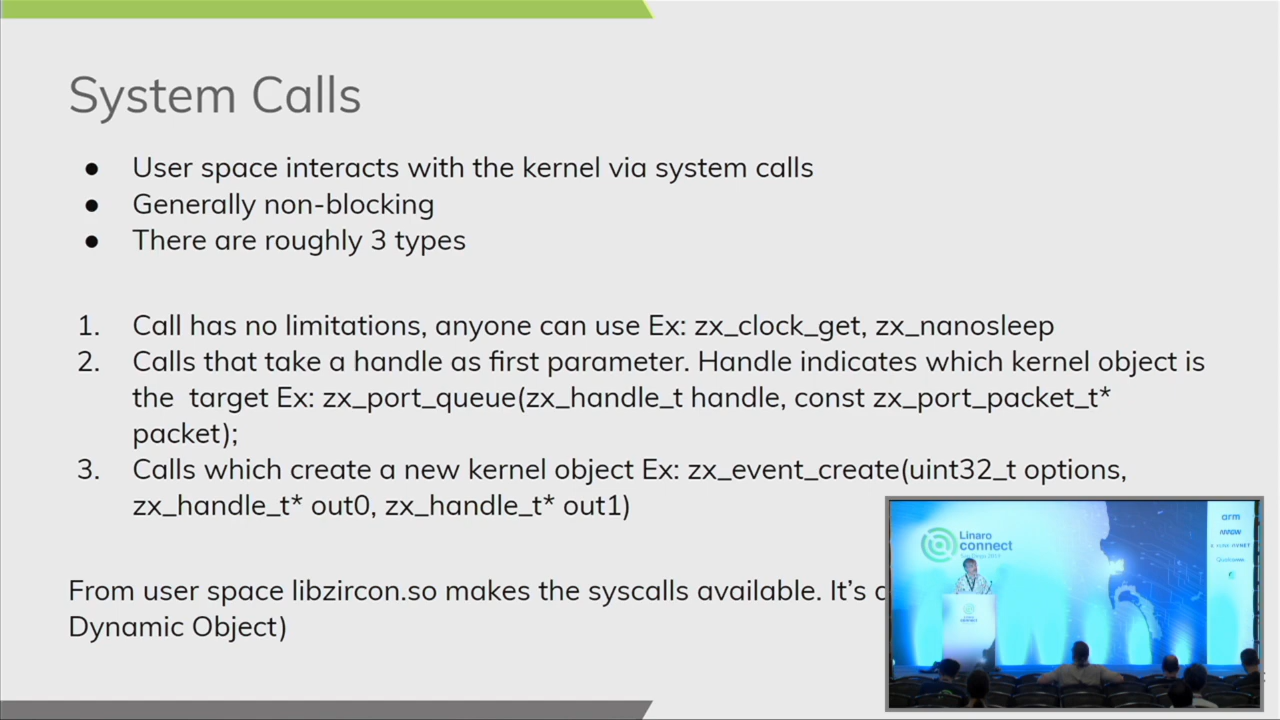 System Calls
● User space interacts with the kernel via system calls
● Generally non-blocking
● There are roughly 3 types
1. Call has no limitations, anyone can use Ex: zx_clock_get, zx_nanosleep
2. Calls that take a handle as first parameter. Handle indicates which kernel object is
the target Ex: zx_port_queue(zx_handle_t handle, const zx_port_packet_t*
packet);
3. Calls which create a new kernel object Ex: zx_event_create(uint32_t options,
zx_handle_t* out0, zx_handle_t* out1)
From user space libzircon.so makes the syscalls available. It's
Dynamic Object)
Linaro
connect
San Diego 2019
arm